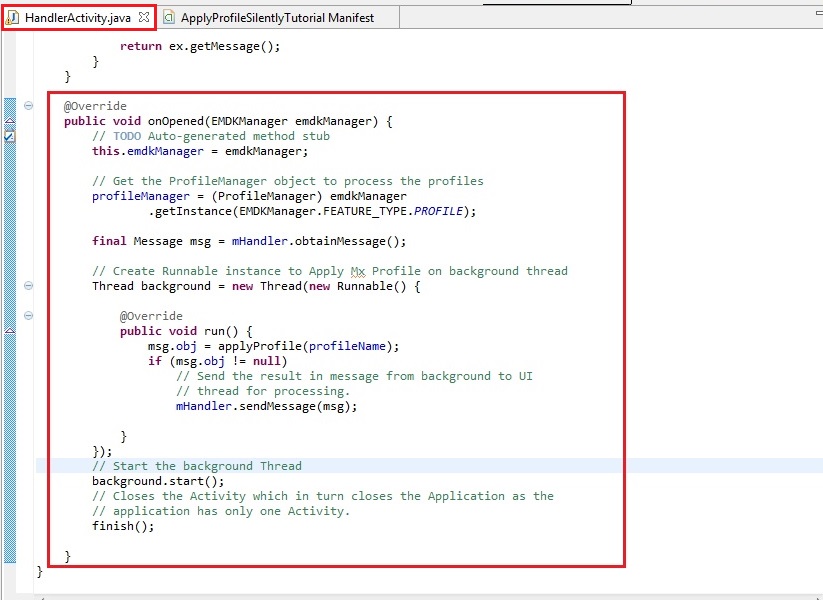 HandlerActivity.java ApplyProfileSilentlyTutorial Manifest
return ex.getMessage();
}
}
@Override
public void onOpened(EMDKManager emdkManager) {
// TODO Auto-generated method stub
this.emdkManager = emdkManager;
// Get the ProfileManager object to process the profiles
profileManager = (ProfileManager) emdkManager
.getInstance(EMDKManager.FEATURE_TYPE.PROFILE);
final Message msg = mHandler.obtainMessage();
// Create Runnable instance to Apply Mx Profile on background thread
Thread background = new Thread(new Runnable() {
@Override
public void run() {
msg.obj = applyProfile(profileName);
if (msg.obj != null)
// Send the result in message from background to UI
// thread for processing.
mHandler.sendMessage(msg);
}
});
// Start the background Thread
background.start();
// Closes the Activity which in turn closes the Application as the
// application has only one Activity.
finish();
}
}